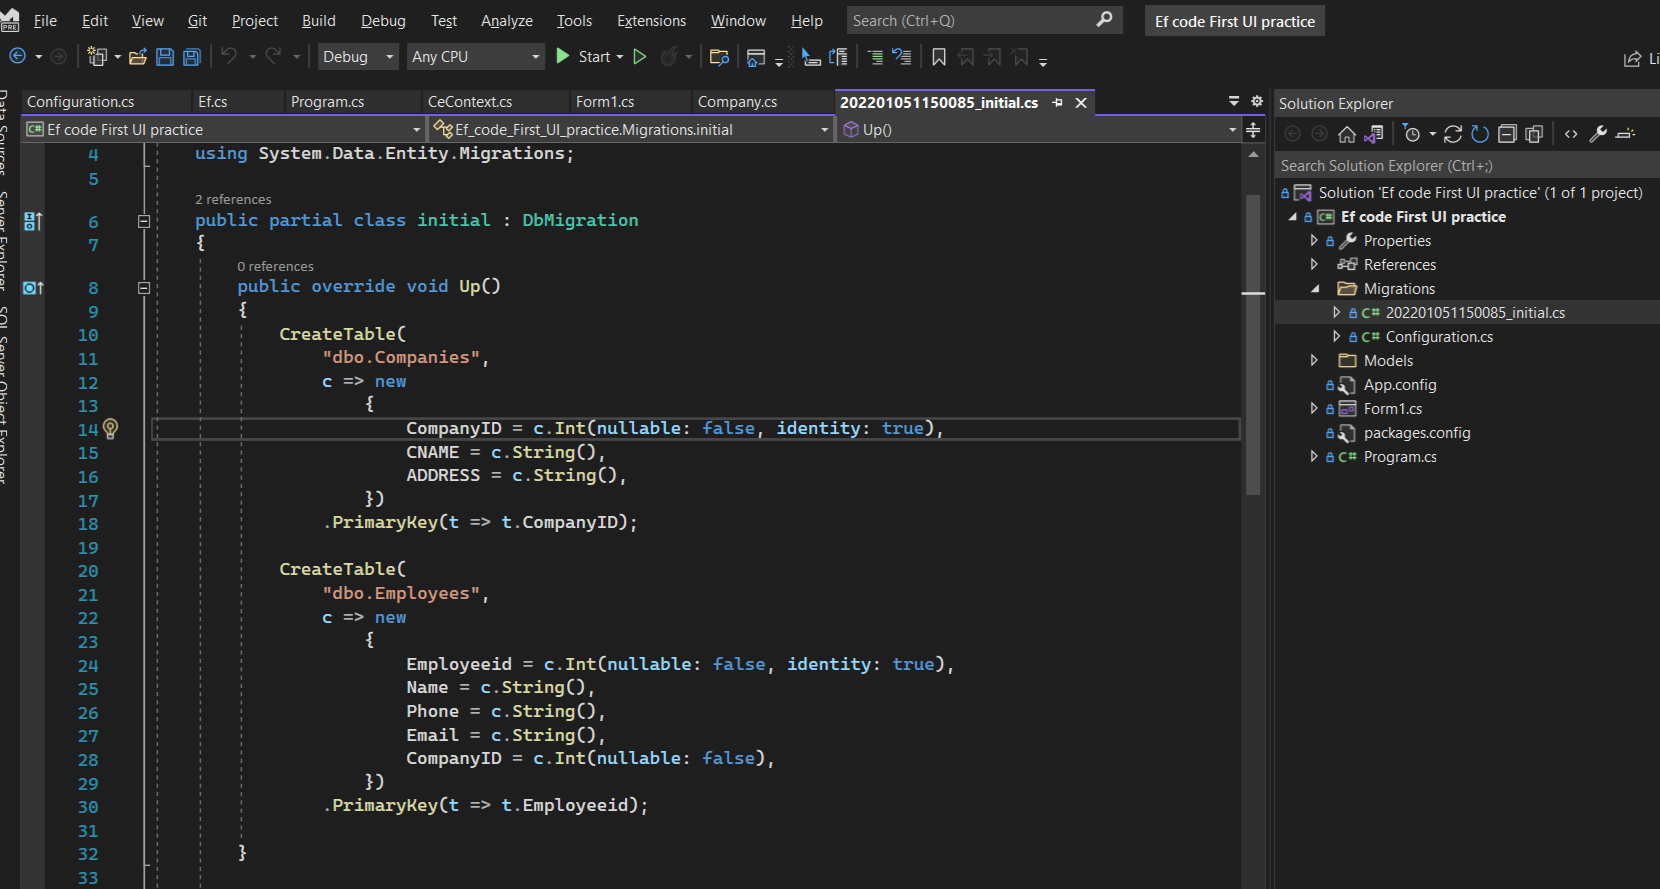 File Edit View Git Project Build Debug Test Analyze Tools Extensions Window Help Search (Ctrl+Q) Ef code First UI practice
PRE
Debug Any CPU Start Li
Configuration.cs Ef.cs Program.cs CeContext.cs Form1.cs Company.cs 202201051150085_initial.cs
Ef code First UI practice Ef_code_First_UI_practice.Migrations.initial Up()
Data Sources
Server Explorer
SQL Server Object Explorer
4 using System.Data.Entity.Migrations;
5
2 references
6 public partial class initial : DbMigration
7 {
0 references
8 public override void Up()
9 {
10 CreateTable(
11 "dbo.Companies",
12 c => new
13 {
14 CompanyID = c.Int(nullable: false, identity: true),
15 CNAME = c.String(),
16 ADDRESS = c.String(),
17 })
18 .PrimaryKey(t => t.CompanyID);
19
20 CreateTable(
21 "dbo.Employees",
22 c => new
23 {
24 Employeeid = c.Int(nullable: false, identity: true),
25 Name = c.String(),
26 Phone = c.String(),
27 Email = c.String(),
28 CompanyID = c.Int(nullable: false),
29 })
30 .PrimaryKey(t => t.Employeeid);
31
32 }
33
Solution Explorer
Search Solution Explorer (Ctrl+;)
Solution 'Ef code First UI practice' (1 of 1 project)
C# Ef code First UI practice
Properties
References
Migrations
C# 202201051150085_initial.cs
C# Configuration.cs
Models
App.config
Form1.cs
packages.config
C# Program.cs